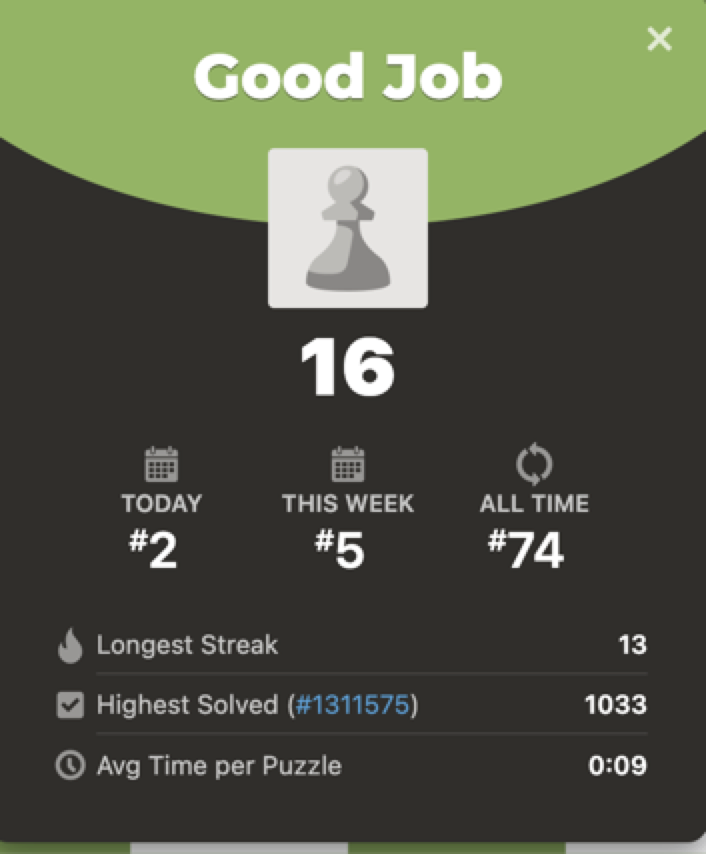 Good Job
16
TODAY THIS WEEK ALL TIME
#2 #5 #74
Longest Streak 13
Highest Solved (#1311575) 1033
Avg Time per Puzzle 0:09